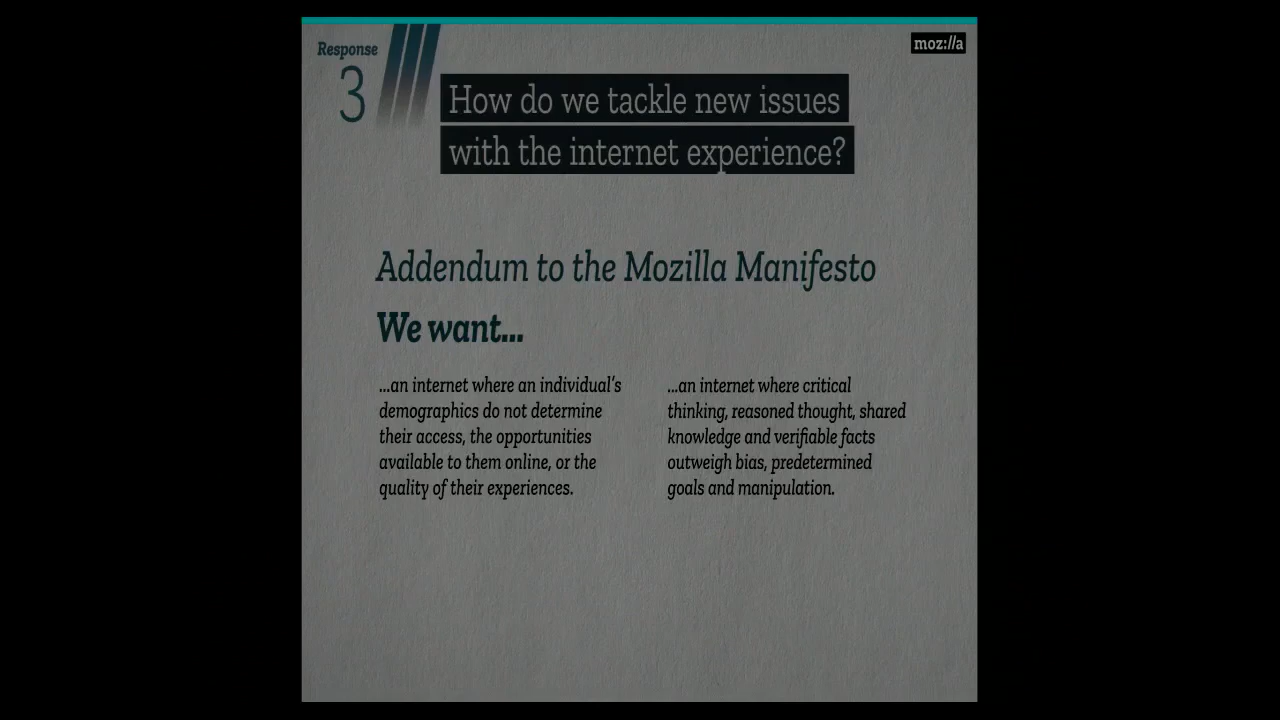 Response
3
moz://a
How do we tackle new issues
with the internet experience?
Addendum to the Mozilla Manifesto
We want...
...an internet where an individual's
demographics do not determine
their access, the opportunities
available to them online, or the
quality of their experiences.
...an internet where critical
thinking, reasoned thought, shared
knowledge and verifiable facts
outweigh bias, predetermined
goals and manipulation.